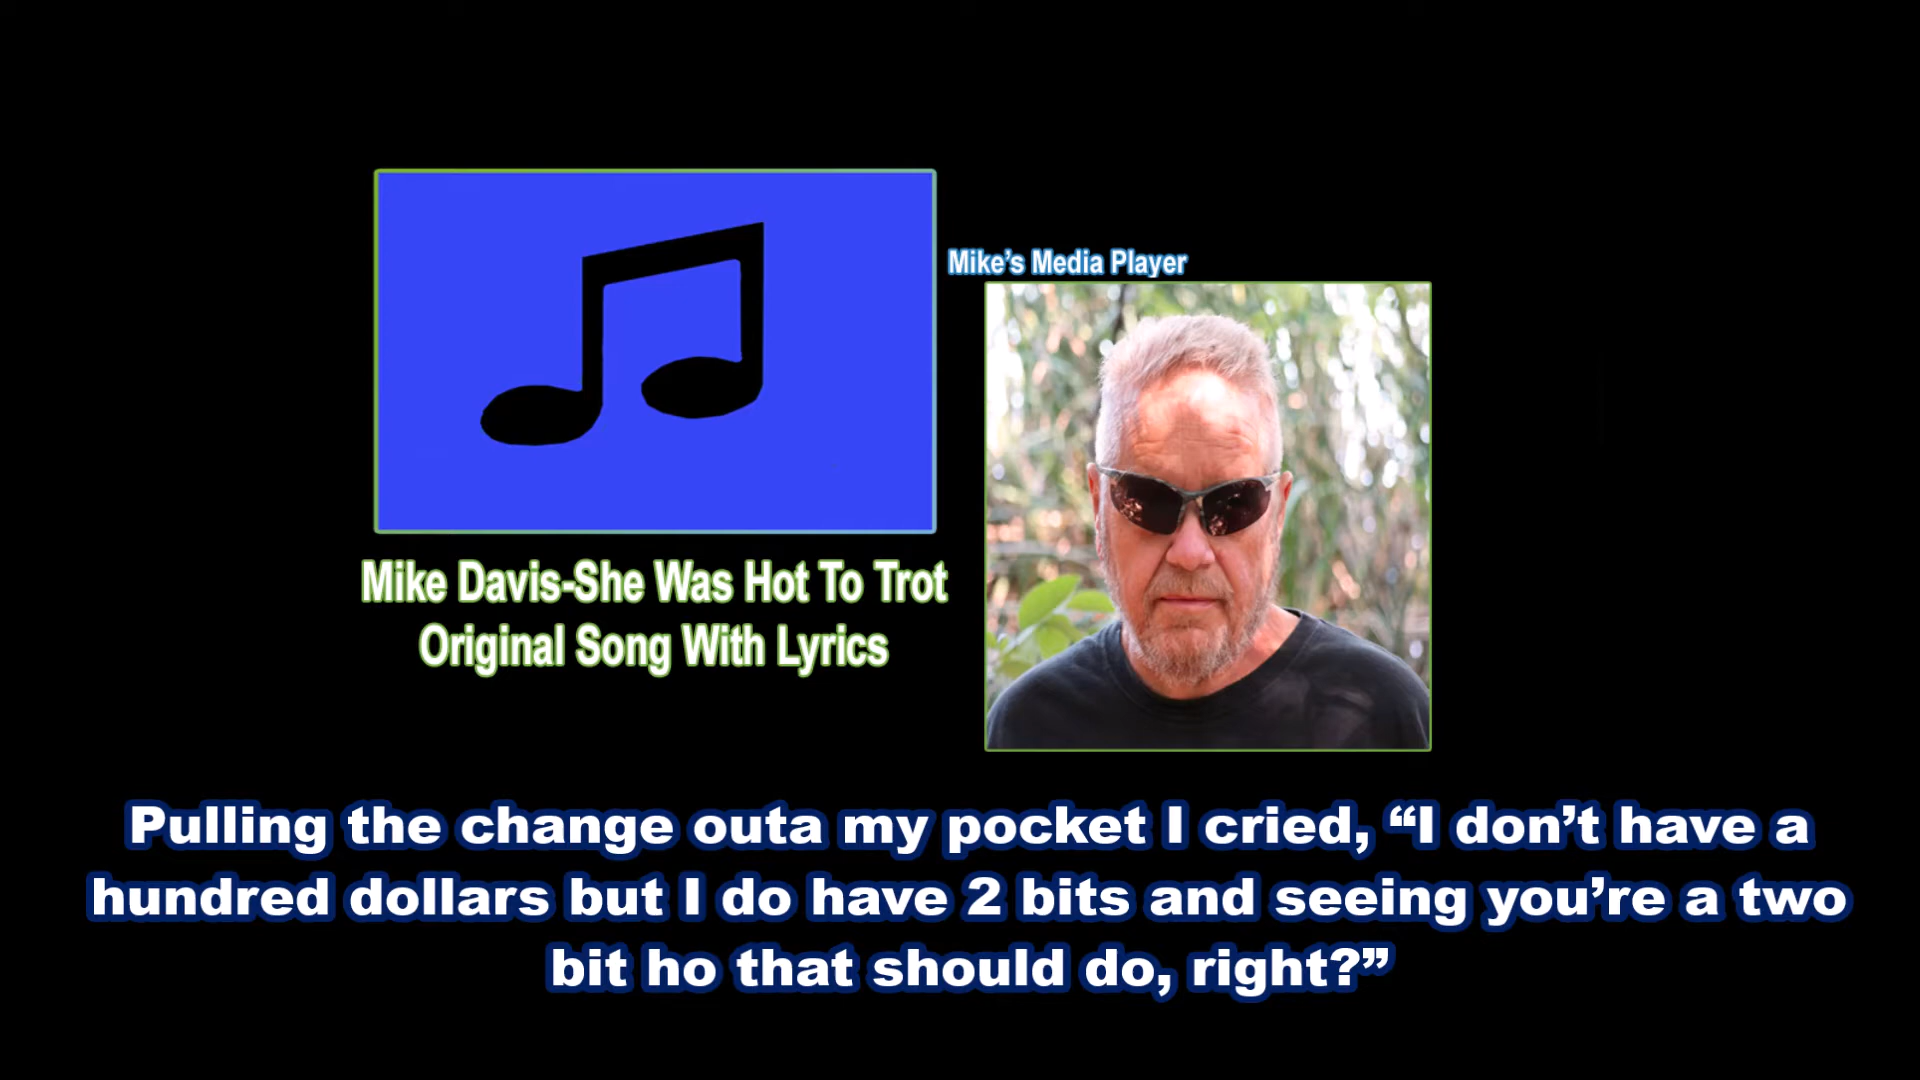 Mike's Media Player
Mike Davis-She Was Hot To Trot
Original Song With Lyrics
Pulling the change outa my pocket I cried, “I don’t have a
hundred dollars but I do have 2 bits and seeing you’re a two
bit ho that should do, right?”